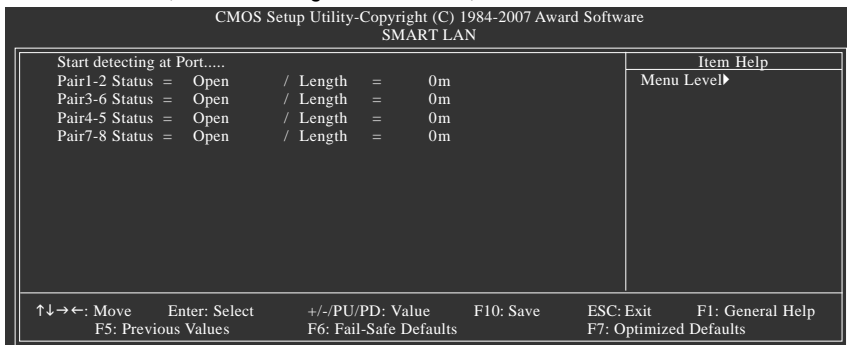 CMOS Setup Utility-Copyright (C) 1984-2007 Award Software
SMART LAN
Start detecting at Port.....
Pair1-2 Status = Open / Length = 0m
Pair3-6 Status = Open / Length = 0m
Pair4-5 Status = Open / Length = 0m
Pair7-8 Status = Open / Length = 0m
Item Help
Menu Level▶
↑↓→←: Move Enter: Select +/-/PU/PD: Value F10: Save ESC: Exit F1: General Help
F5: Previous Values F6: Fail-Safe Defaults F7: Optimized Defaults